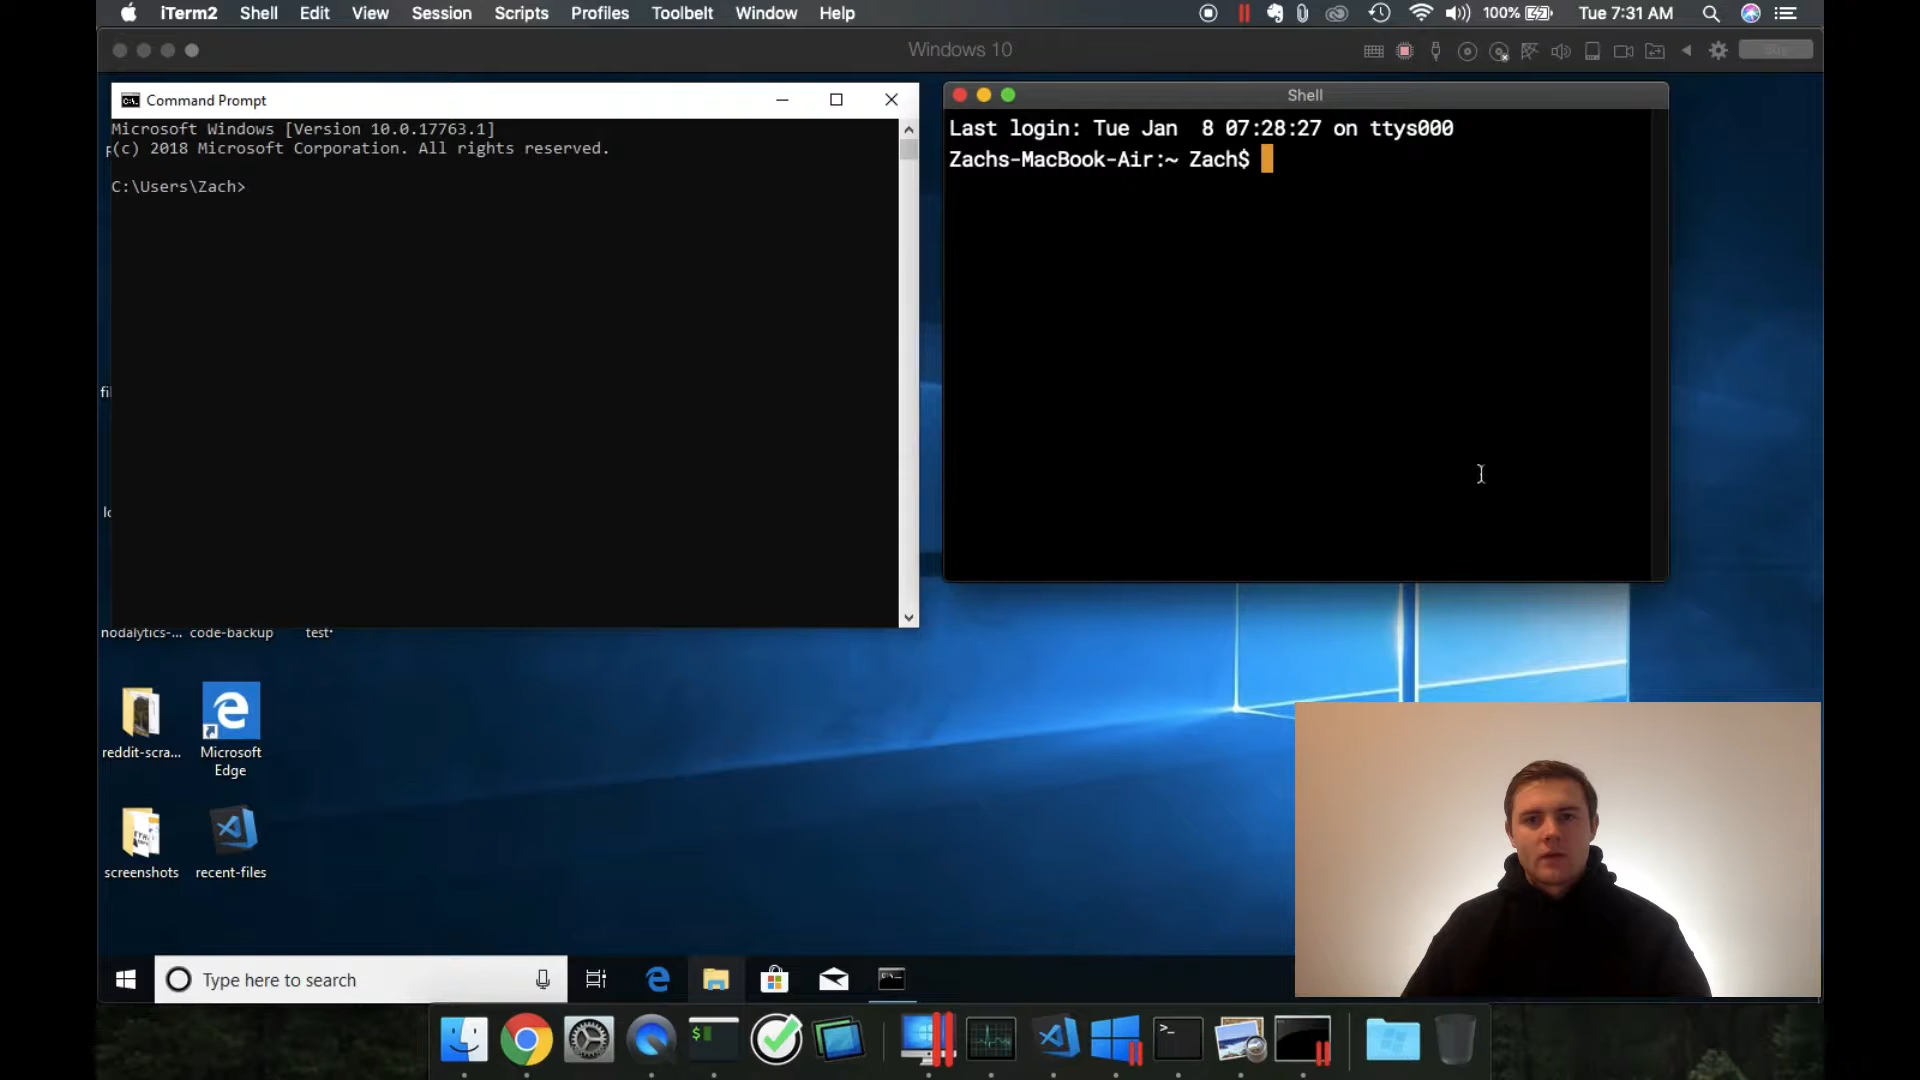 iTerm2 Shell Edit View Session Scripts Profiles Toolbelt Window Help 100% Tue 7:31 AM
Windows 10
Command Prompt
Microsoft Windows [Version 10.0.17763.1]
(c) 2018 Microsoft Corporation. All rights reserved.
C:\Users\Zach>
Shell
Last login: Tue Jan 8 07:28:27 on ttys000
Zachs-MacBook-Air:~ Zach$
nodalytics-... code-backup test
reddit-scra... Microsoft
Edge
screenshots recent-files
Type here to search